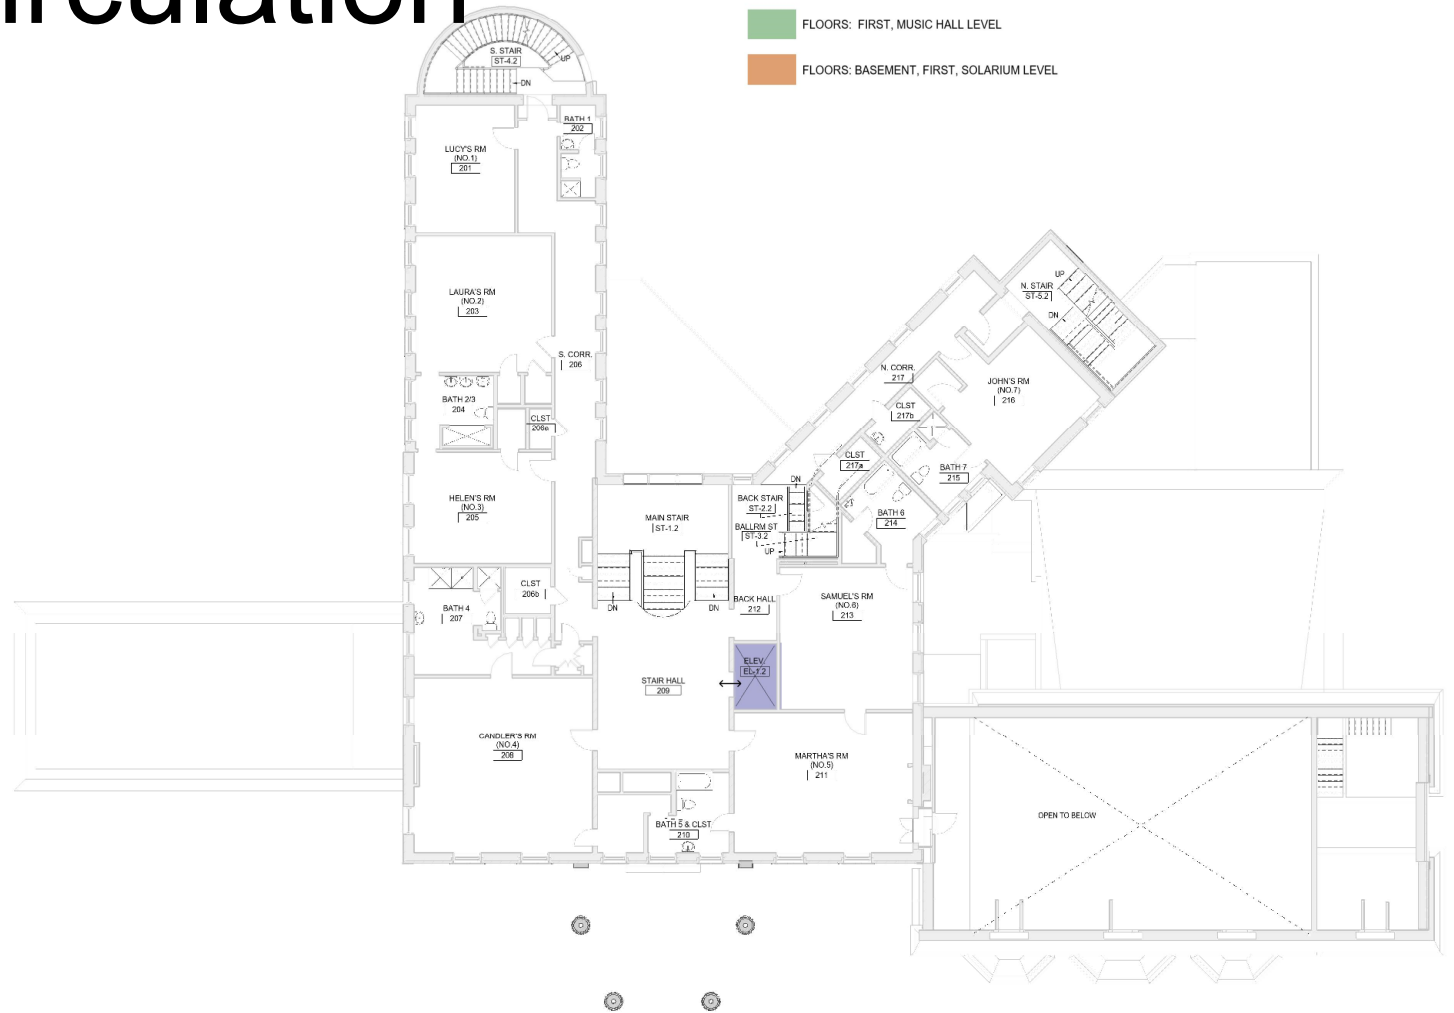 irculation
FLOORS: FIRST, MUSIC HALL LEVEL
FLOORS: BASEMENT, FIRST, SOLARIUM LEVEL
S. STAIR
ST-4.2
UP
DN
BATH 1
202
LUCY'S RM
(NO.1)
201
LAURA'S RM
(NO.2)
203
S. CORR.
206
BATH 2/3
204
CLST
206a
HELEN'S RM
(NO.3)
205
N. STAIR
ST-5.2
UP
DN
N. CORR.
217
JOHN'S RM
(NO.7)
216
CLST
217b
CLST
217a
BATH 7
215
BATH 6
214
MAIN STAIR
ST-1.2
DN
DN
DN
BACK STAIR
ST-2.2
BALLRM ST
ST-3.2
UP
BACK HALL
212
CLST
206b
BATH 4
207
SAMUEL'S RM
(NO.6)
213
ELEV.
EL-1.2
STAIR HALL
209
CANDLER'S RM
(NO.4)
208
MARTHA'S RM
(NO.5)
211
BATH 5 & CLST
210
OPEN TO BELOW